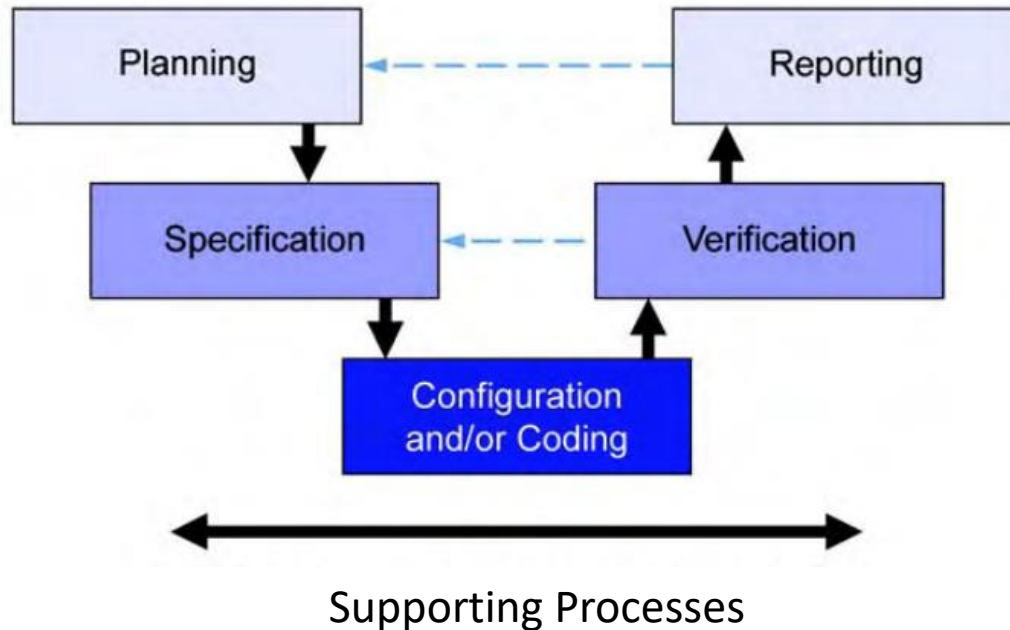 Planning
Reporting
Specification
Verification
Configuration
and/or Coding
Supporting Processes